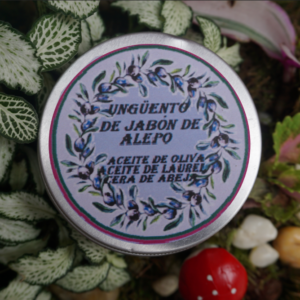 UNGÜENTO
DE JABÓN DE
ALEPO
ACEITE DE OLIVA
ACEITE DE LAUREL
CERA DE ABEJA